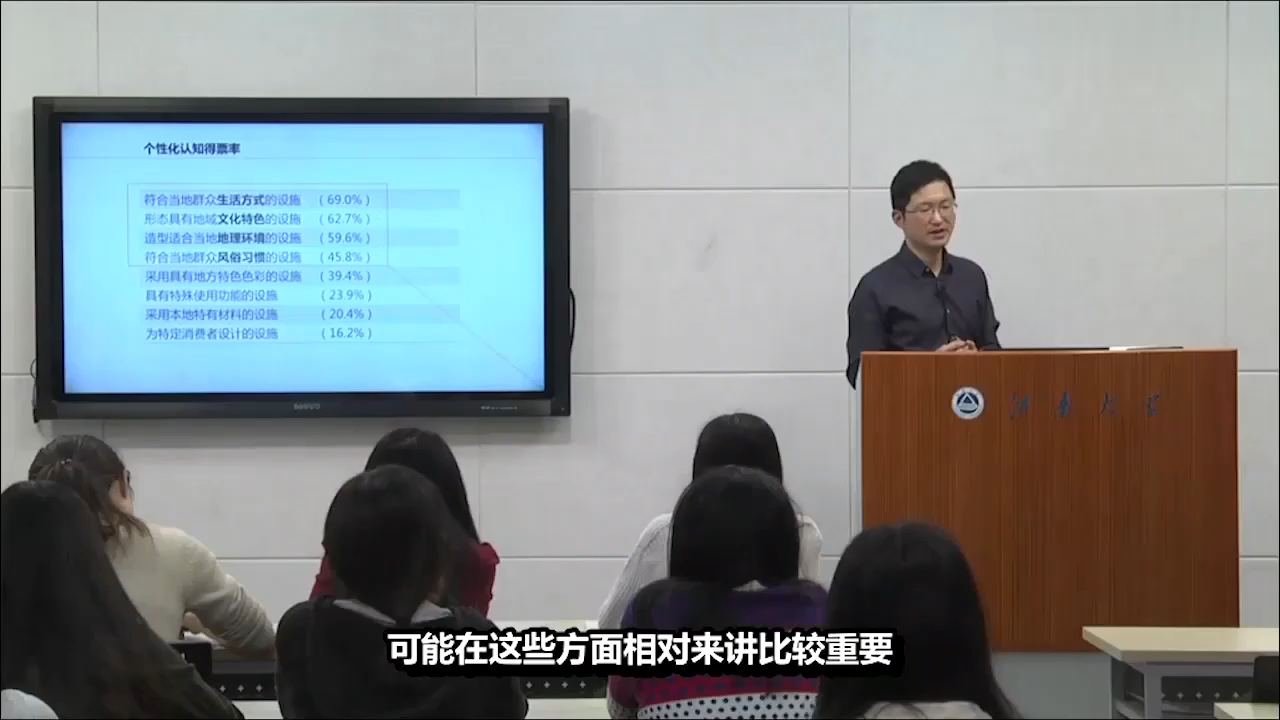 个性化认知得票率
符合当地群众生活方式的设施 （69.0%）
形态具有地域文化特色的设施 （62.7%）
造型适合当地地理环境的设施 （59.6%）
符合当地群众风俗习惯的设施 （45.8%）
采用具有地方特色色彩的设施 （39.4%）
具有特殊使用功能的设施 （23.9%）
采用本地特有材料的设施 （20.4%）
为特定消费者设计的设施 （16.2%）
可能在这些方面相对来讲比较重要